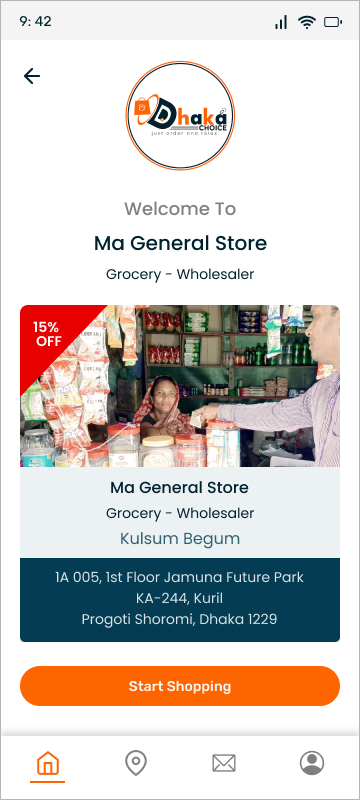 9: 42
Dhaka
CHOICE
just order and relax
Welcome To
Ma General Store
Grocery - Wholesaler
15%
OFF
Ma General Store
Grocery - Wholesaler
Kulsum Begum
1A 005, 1st Floor Jamuna Future Park
KA-244, Kuril
Progoti Shoromi, Dhaka 1229
Start Shopping